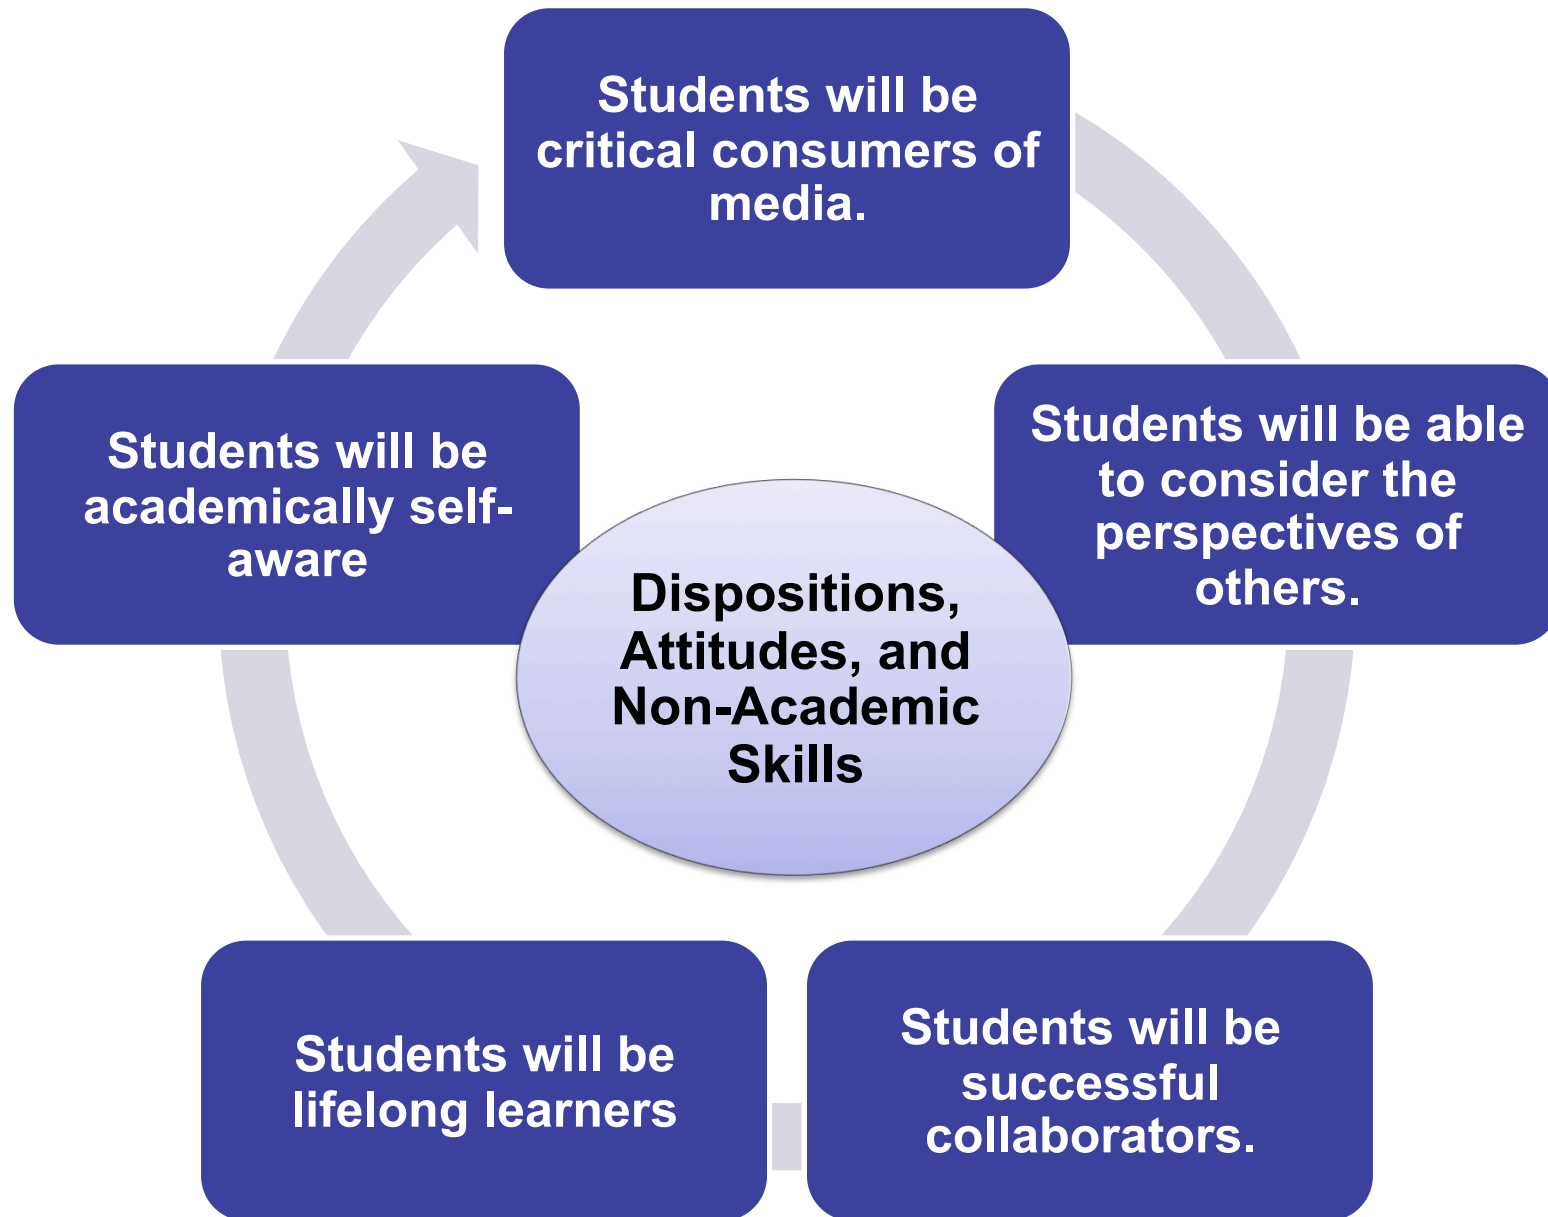 Students will be
critical consumers of
media.
Students will be able
to consider the
perspectives of
others.
Students will be
successful
collaborators.
Students will be
lifelong learners
Students will be
academically self-
aware
Dispositions,
Attitudes, and
Non-Academic
Skills